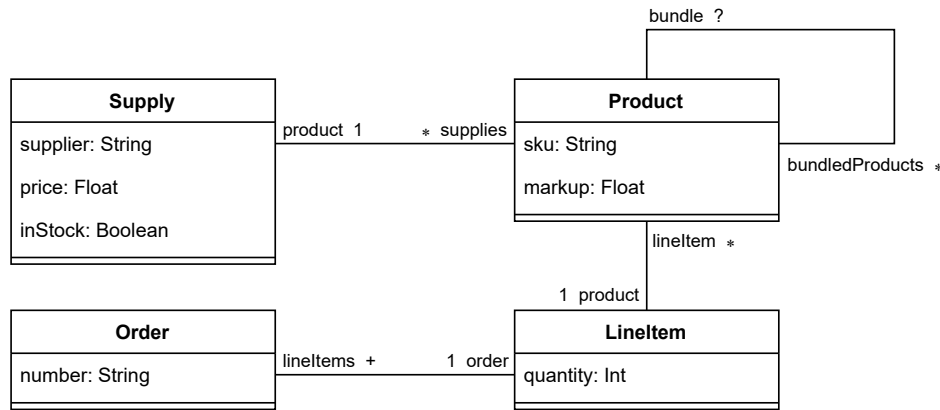 bundle ?
Supply
supplier: String
price: Float
inStock: Boolean
product 1
* supplies
Product
sku: String
markup: Float
bundledProducts *
lineItem *
1 product
Order
number: String
lineItems +
1 order
LineItem
quantity: Int